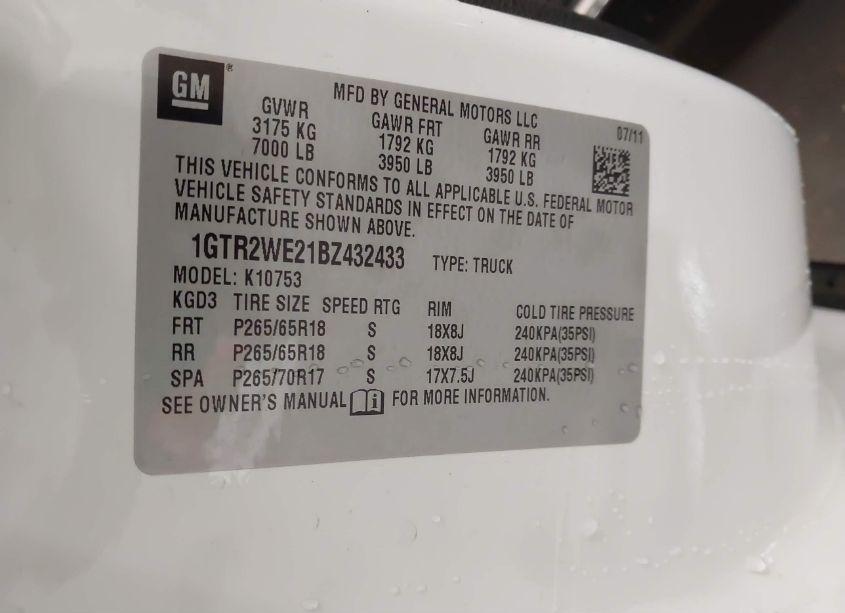 GM®
MFD BY GENERAL MOTORS LLC
07/11
GVWR GAWR FRT GAWR RR
3175 KG 1792 KG 1792 KG
7000 LB 3950 LB 3950 LB
THIS VEHICLE CONFORMS TO ALL APPLICABLE U.S. FEDERAL MOTOR
VEHICLE SAFETY STANDARDS IN EFFECT ON THE DATE OF
MANUFACTURE SHOWN ABOVE.
1GTR2WE21BZ432433 TYPE: TRUCK
MODEL: K10753
KGD3 TIRE SIZE SPEED RTG RIM COLD TIRE PRESSURE
FRT P265/65R18 S 18X8J 240KPA(35PSI)
RR P265/65R18 S 18X8J 240KPA(35PSI)
SPA P265/70R17 S 17X7.5J 240KPA(35PSI)
SEE OWNER'S MANUAL i FOR MORE INFORMATION.